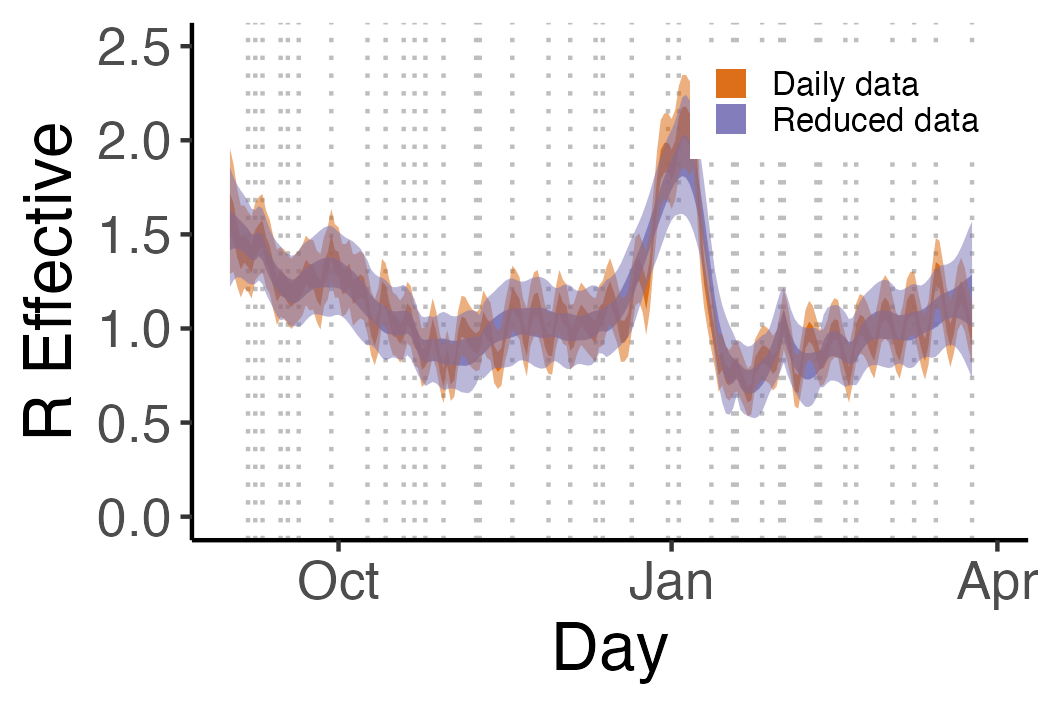 R Effective
2.5
2.0
1.5
1.0
0.5
0.0
Daily data
Reduced data
Oct
Jan
Apr
Day